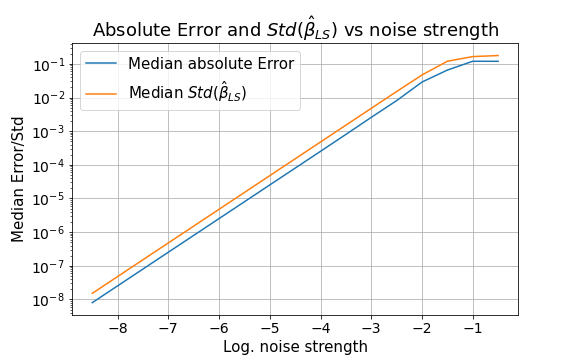 Absolute Error and Std(β̂_LS) vs noise strength
Median absolute Error
Median Std(β̂_LS)
Median Error/Std
10⁻¹
10⁻²
10⁻³
10⁻⁴
10⁻⁵
10⁻⁶
10⁻⁷
10⁻⁸
−8 −7 −6 −5 −4 −3 −2 −1
Log. noise strength